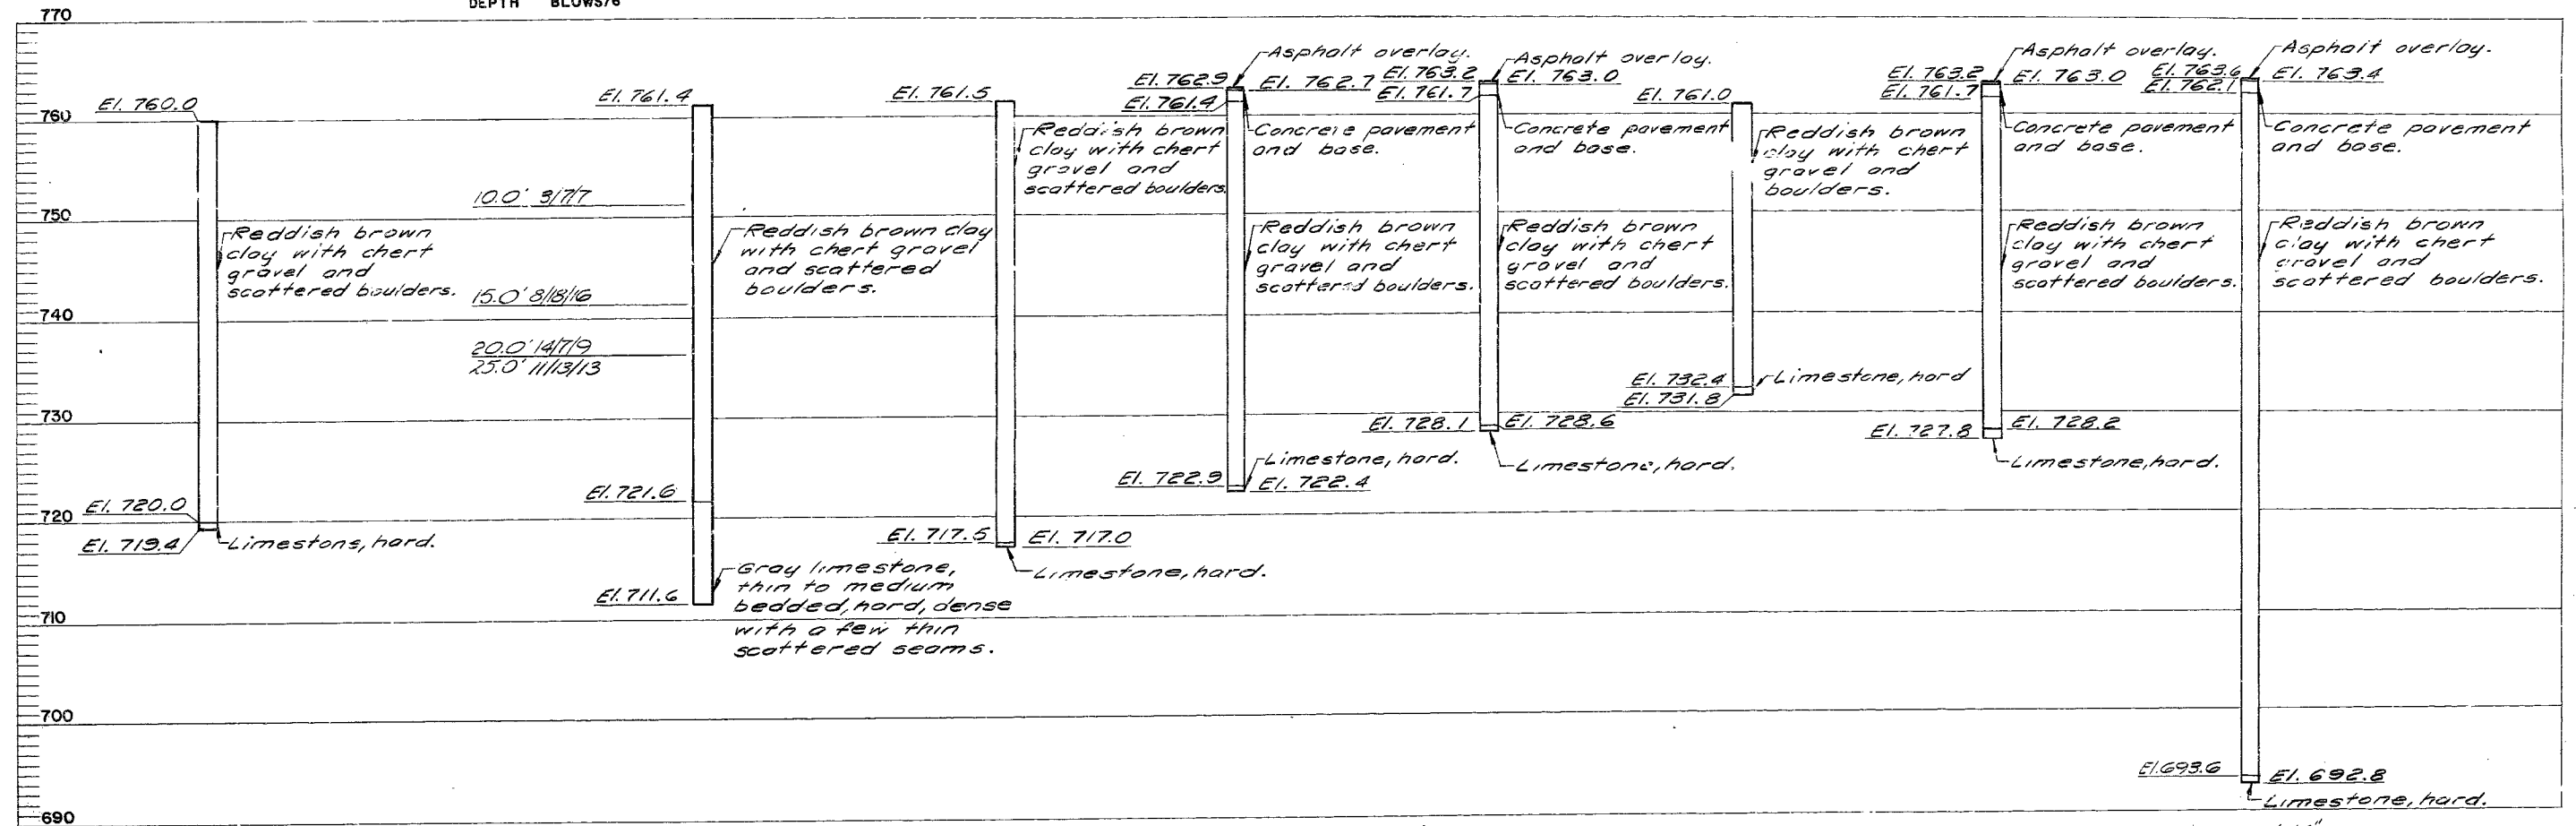 DEPTH BLOWS/6"
770
760
750
740
730
720
710
700
690
El. 760.0
Reddish brown
clay with chert
gravel and
scattered boulders.
El. 720.0
El. 719.4
Limestone, hard.
El. 761.4
10.0' 3/7/7
15.0' 8/18/16
20.0' 14/7/9
25.0' 11/13/13
Reddish brown clay
with chert gravel
and scattered
boulders.
El. 721.6
El. 711.6
Gray limestone,
thin to medium
bedded, hard, dense
with a few thin
scattered seams.
El. 761.5
Reddish brown
clay with chert
gravel and
scattered boulders.
El. 717.5
El. 717.0
Limestone, hard.
Asphalt overlay.
El. 762.9
El. 762.7
El. 761.4
Concrete pavement
and base.
Reddish brown
clay with chert
gravel and
scattered boulders.
Limestone, hard.
El. 722.9
El. 722.4
Asphalt overlay.
El. 763.2
El. 763.0
El. 761.7
Concrete pavement
and base.
Reddish brown
clay with chert
gravel and
scattered boulders.
El. 728.1
El. 728.6
Limestone, hard.
El. 761.0
Reddish brown
clay with chert
gravel and
boulders.
El. 732.4
Limestone, hard
El. 731.8
Asphalt overlay.
El. 763.2
El. 763.0
El. 761.7
Concrete pavement
and base.
Reddish brown
clay with chert
gravel and
scattered boulders.
El. 727.8
El. 728.2
Limestone, hard.
Asphalt overlay.
El. 763.6
El. 763.4
El. 762.1
Concrete pavement
and base.
Reddish brown
clay with chert
gravel and
scattered boulders.
El. 693.6
El. 692.8
Limestone, hard.